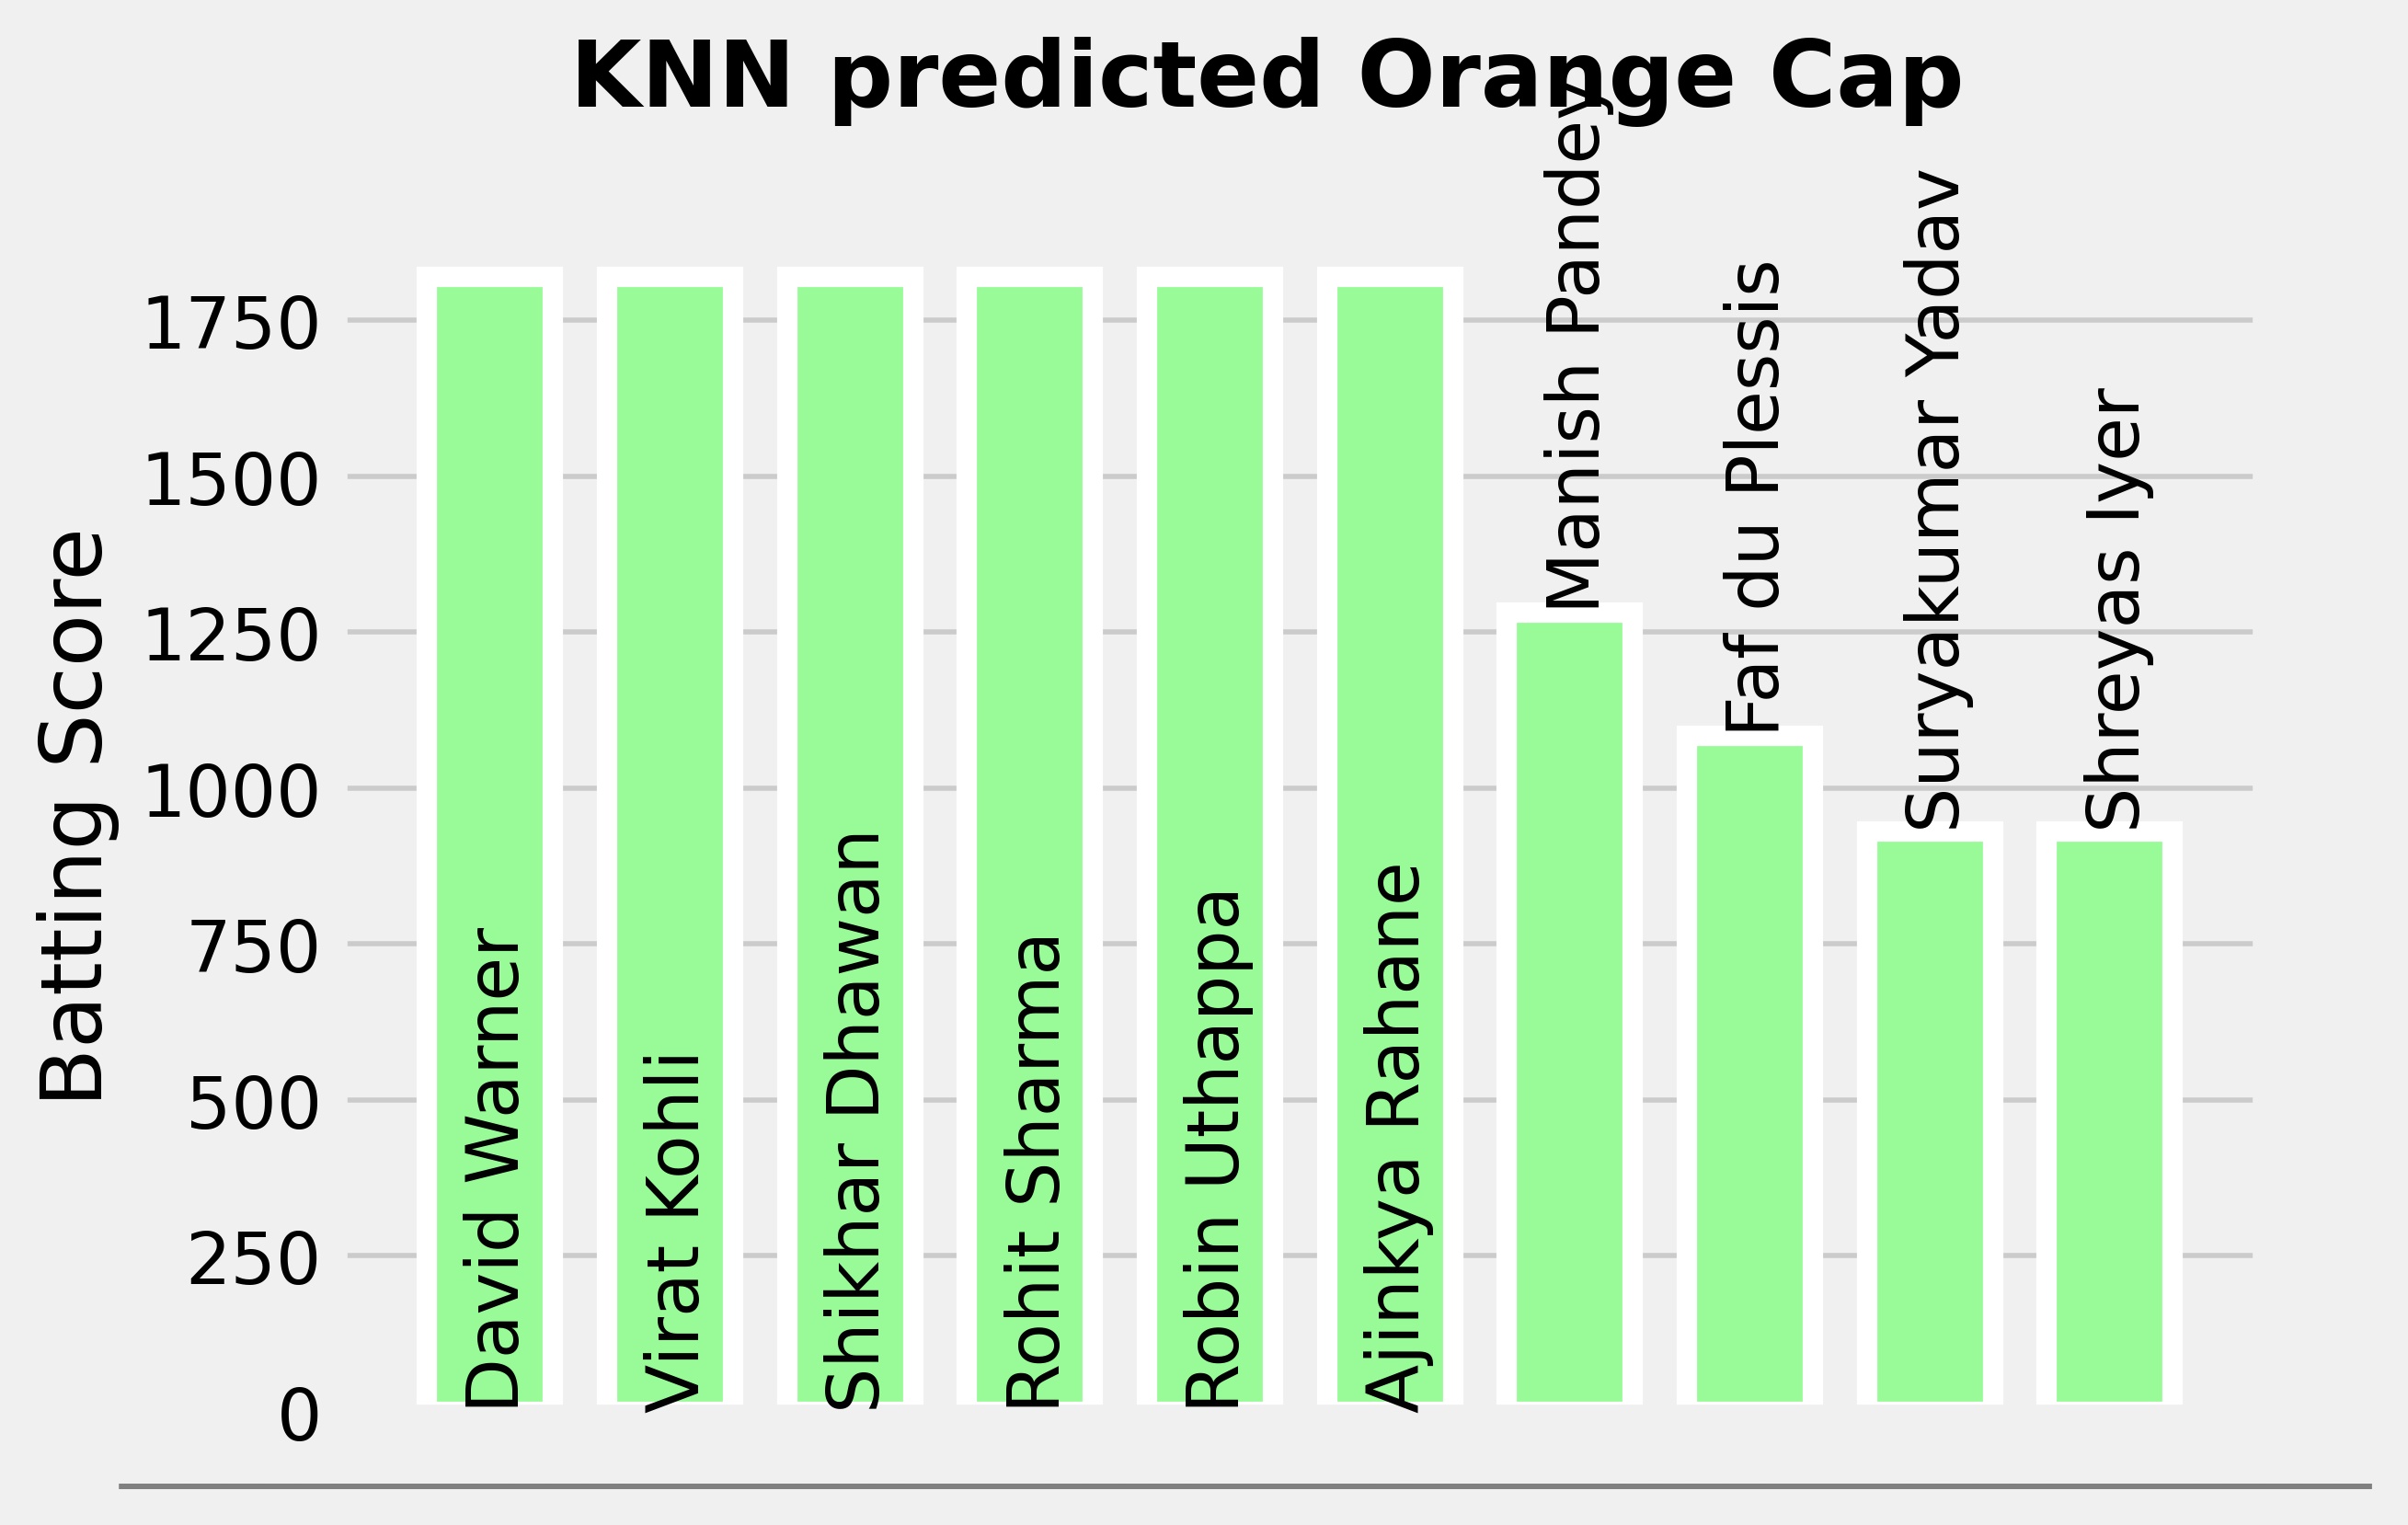 KNN predicted Orange Cap
Batting Score
1750
1500
1250
1000
750
500
250
0
David Warner
Virat Kohli
Shikhar Dhawan
Rohit Sharma
Robin Uthappa
Ajinkya Rahane
Manish Pandey
Faf du Plessis
Suryakumar Yadav
Shreyas Iyer